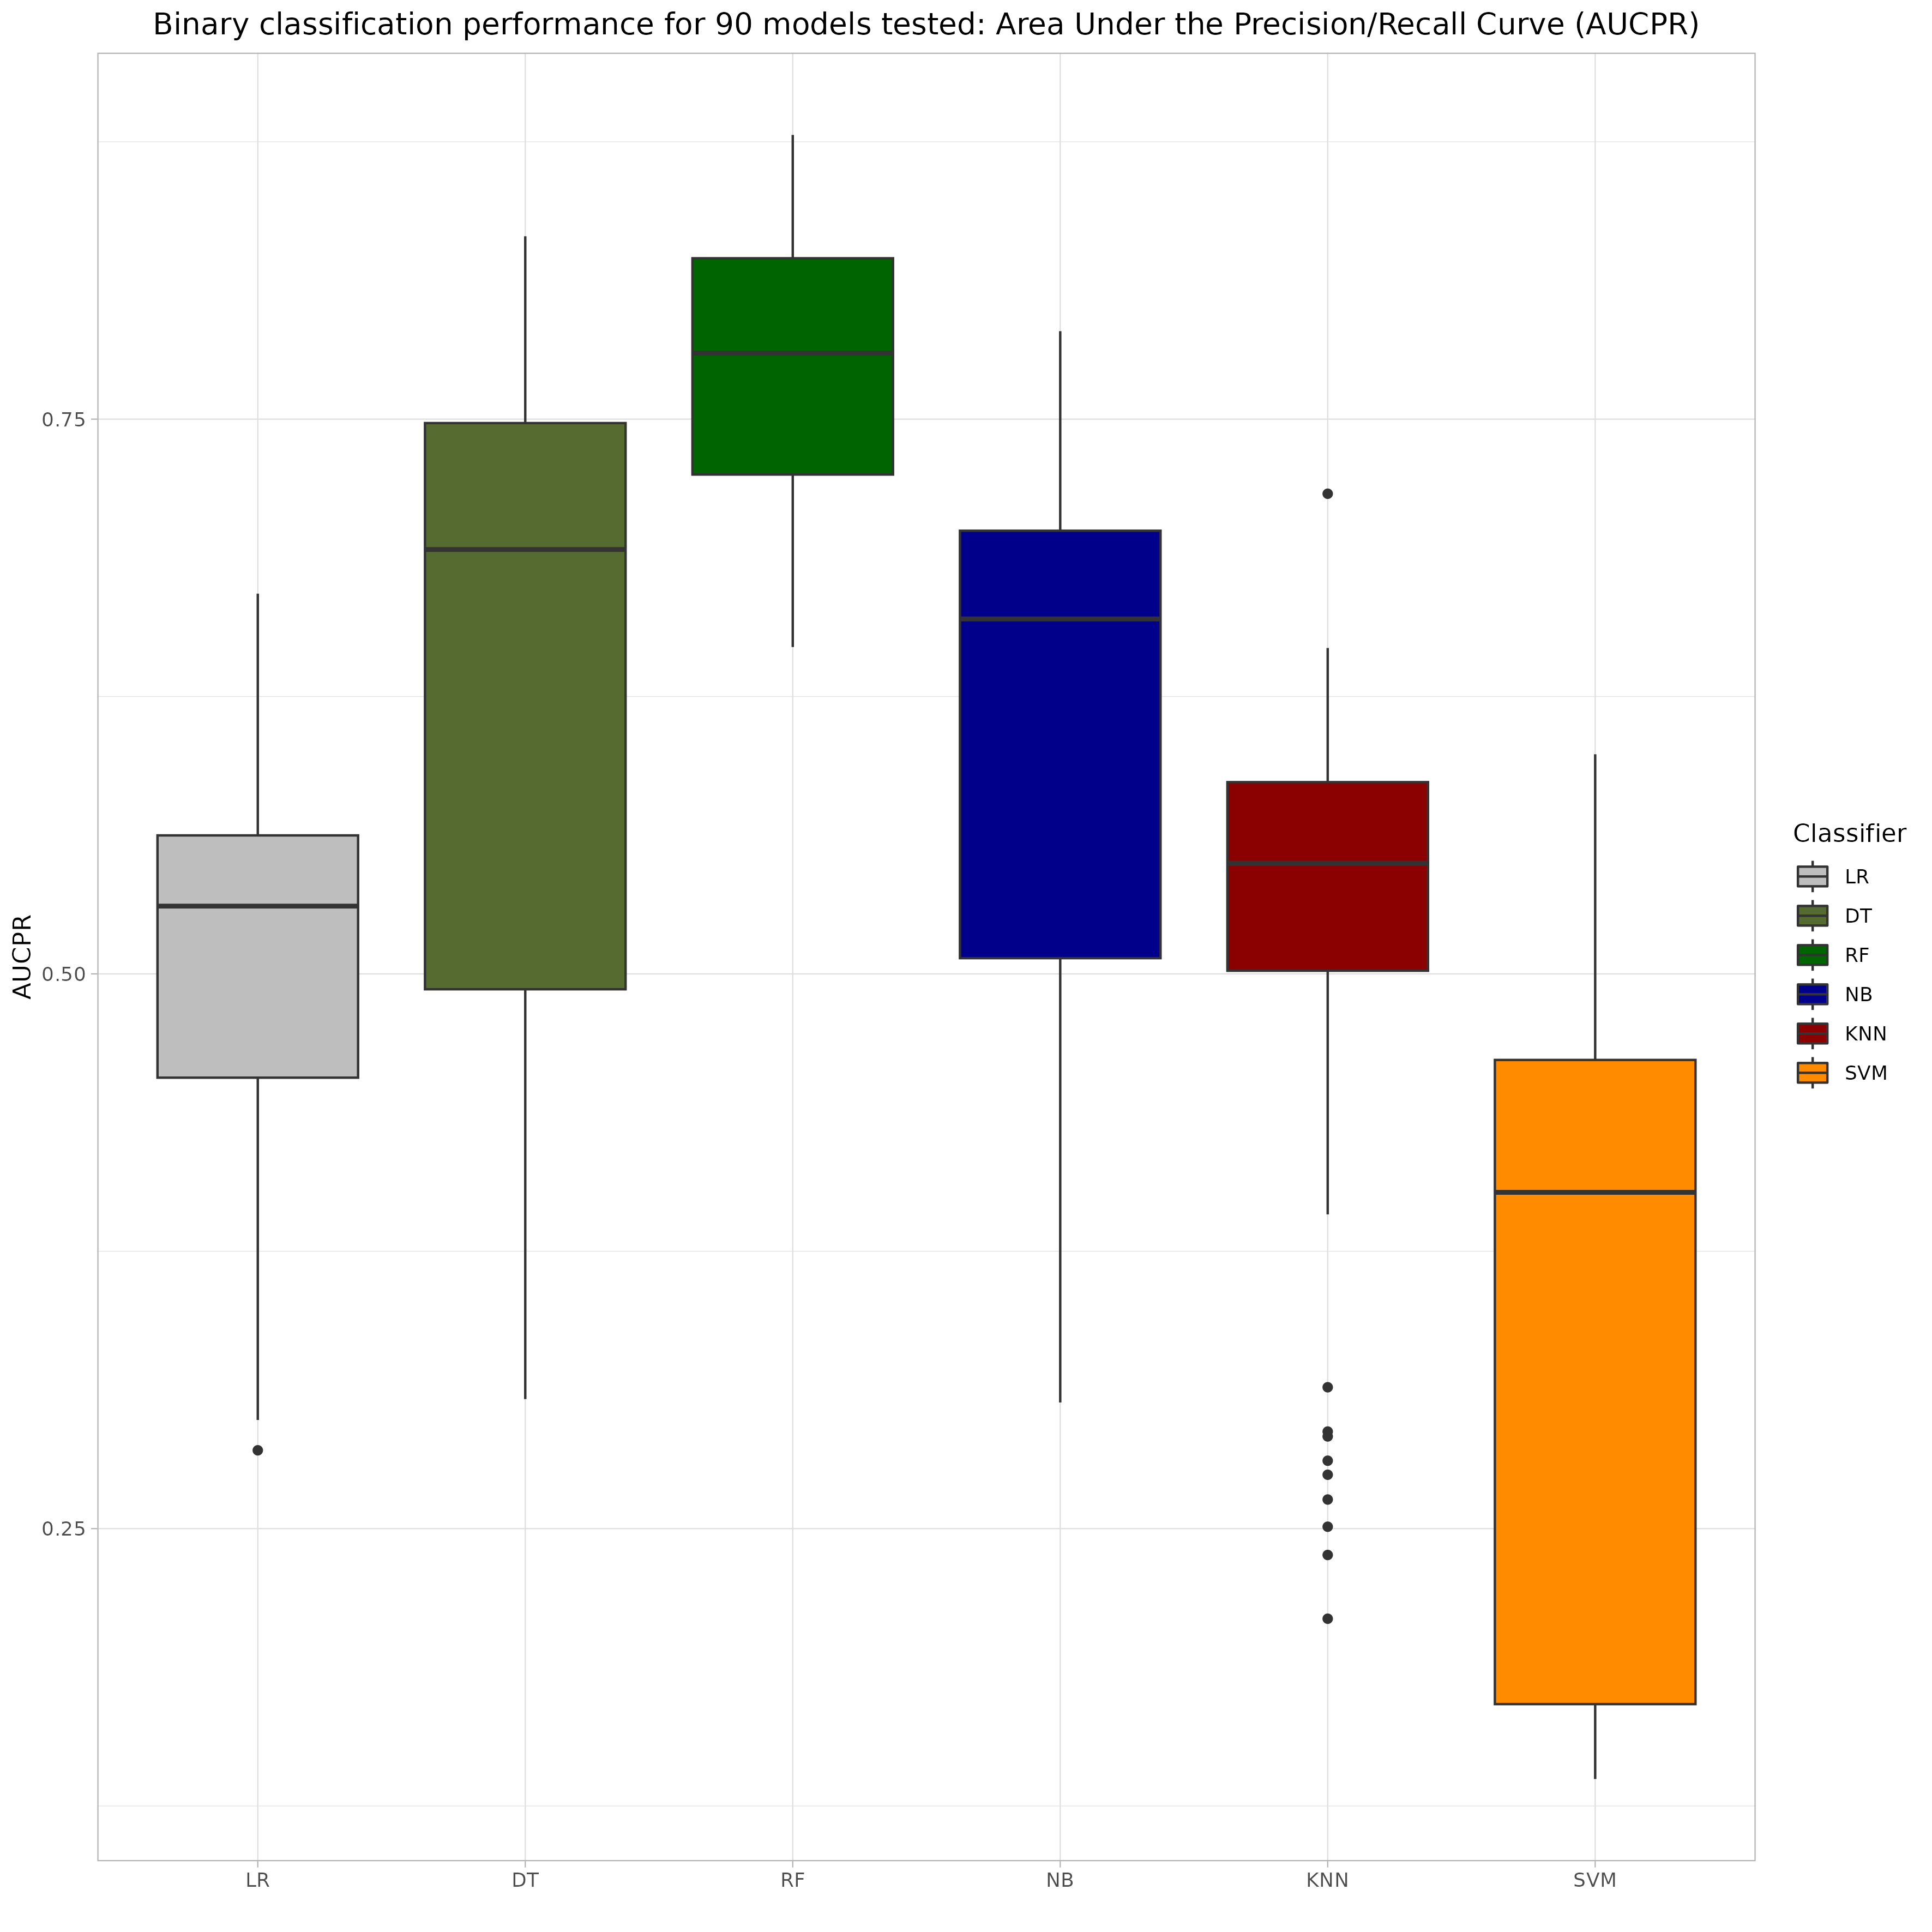 Binary classification performance for 90 models tested: Area Under the Precision/Recall Curve (AUCPR)
AUCPR
0.75
0.50
0.25
LR DT RF NB KNN SVM
Classifier
LR
DT
RF
NB
KNN
SVM